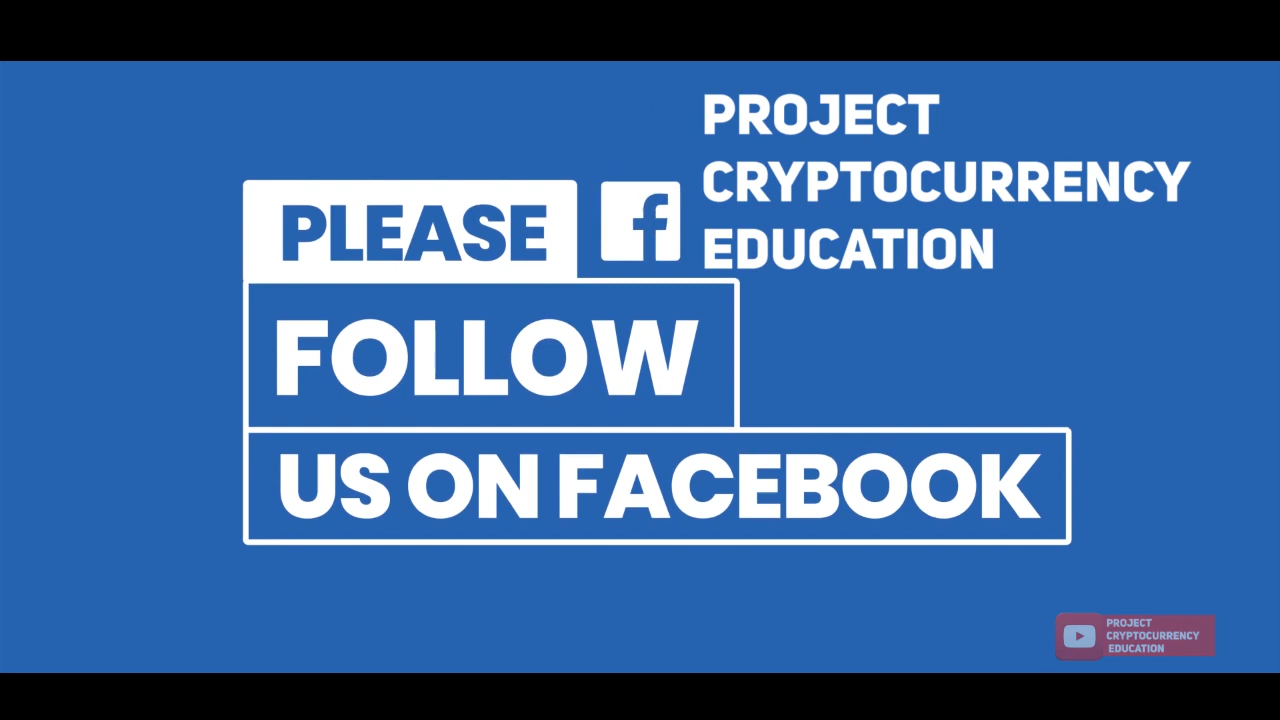 PROJECT
CRYPTOCURRENCY
EDUCATION
PLEASE
FOLLOW
US ON FACEBOOK
PROJECT
CRYPTOCURRENCY
EDUCATION